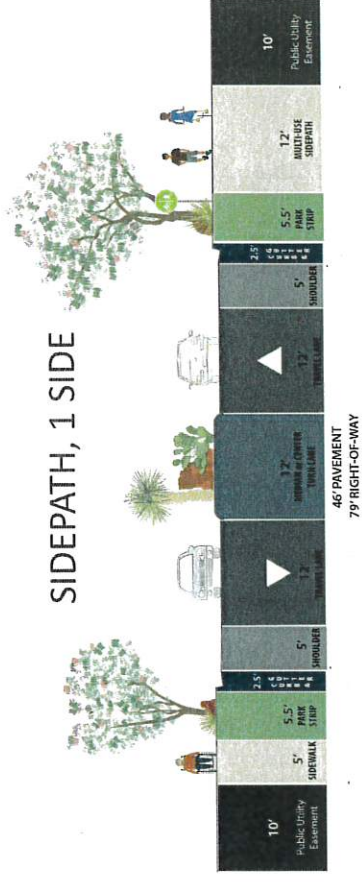 SIDEPATH, 1 SIDE
10'
Public Utility
Easement
5'
SIDEWALK
5.5'
PARK
STRIP
2.5'
5'
SHOULDER
12'
TRAVEL LANE
12'
MEDIAN or CENTER
TURN LANE
12'
TRAVEL LANE
5'
SHOULDER
2.5'
5.5'
PARK
STRIP
12'
MULTI-USE
SIDEPATH
10'
Public Utility
Easement
46' PAVEMENT
79' RIGHT-OF-WAY